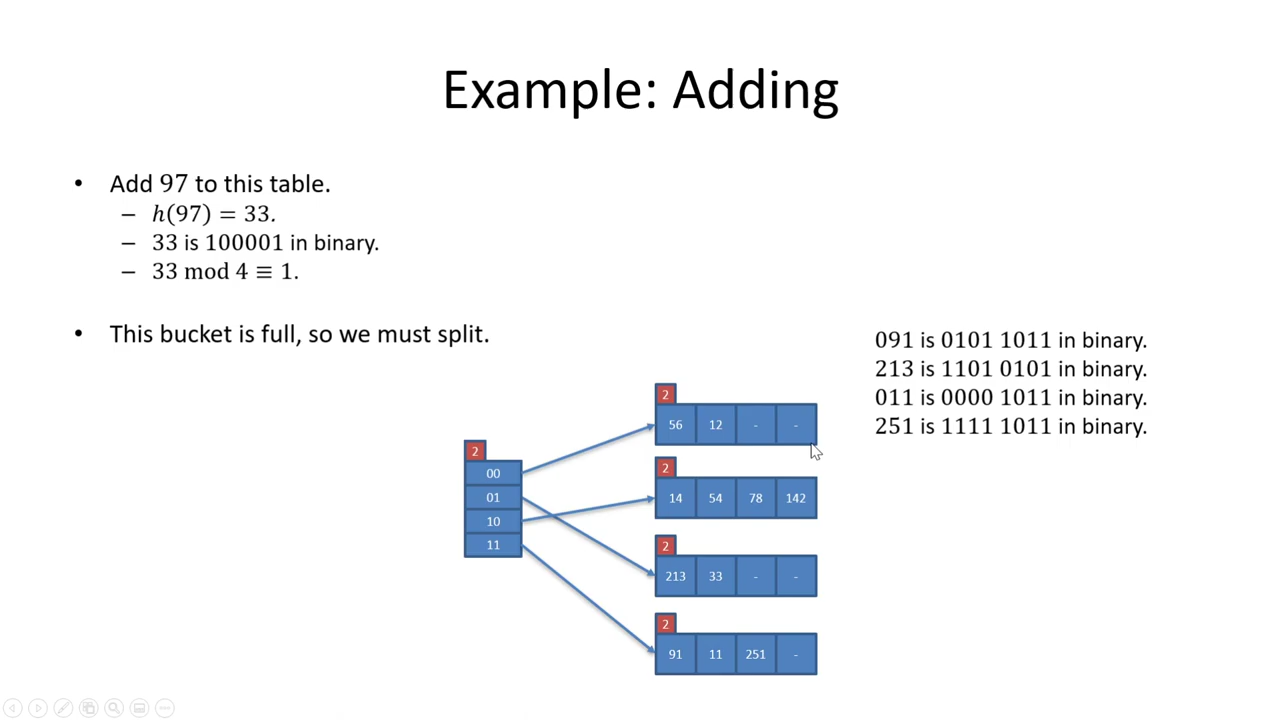 Example: Adding
• Add 97 to this table.
– h(97) = 33.
– 33 is 100001 in binary.
– 33 mod 4 ≡ 1.
• This bucket is full, so we must split.
091 is 0101 1011 in binary.
213 is 1101 0101 in binary.
011 is 0000 1011 in binary.
251 is 1111 1011 in binary.
2
00
01
10
11
2
56 12 - -
2
14 54 78 142
2
213 33 - -
2
91 11 251 -